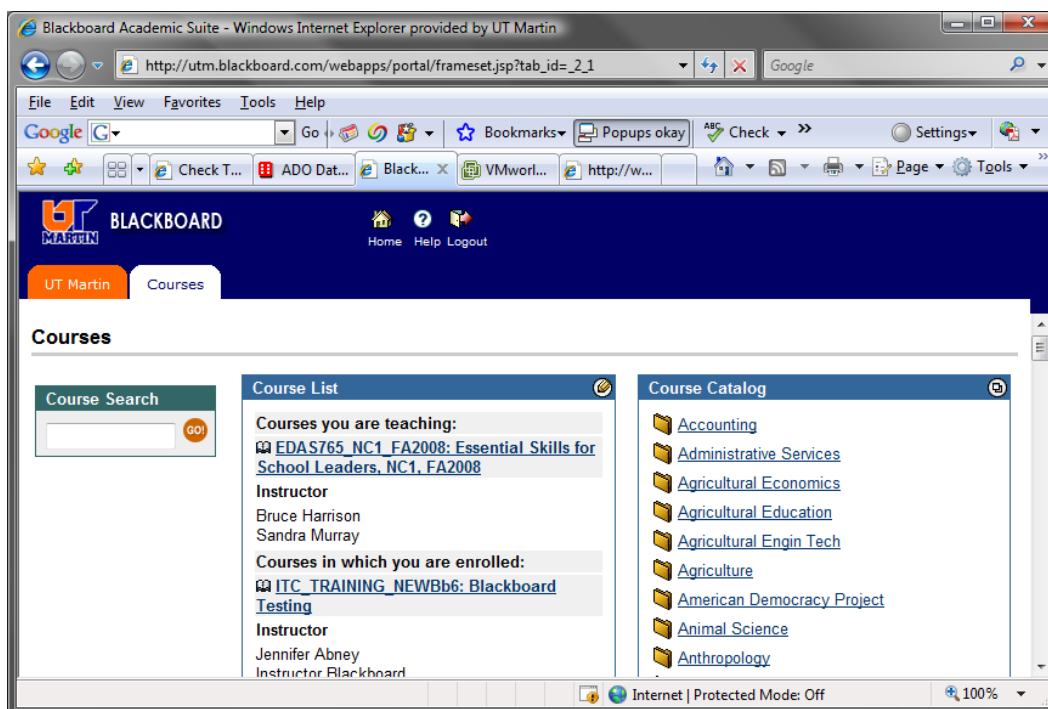 Blackboard Academic Suite - Windows Internet Explorer provided by UT Martin
http://utm.blackboard.com/webapps/portal/frameset.jsp?tab_id=_2_1
Google
File Edit View Favorites Tools Help
Google G Go Bookmarks Popups okay ABC Check » Settings
Check T... ADO Dat... Black... X VMworl... http://w... Page Tools »
UT MARTIN BLACKBOARD
Home Help Logout
UT Martin Courses
Courses
Course Search
GO!
Course List
Courses you are teaching:
EDAS765_NC1_FA2008: Essential Skills for
School Leaders, NC1, FA2008
Instructor
Bruce Harrison
Sandra Murray
Courses in which you are enrolled:
ITC_TRAINING_NEWBb6: Blackboard
Testing
Instructor
Jennifer Abney
Instructor Blackboard
Course Catalog
Accounting
Administrative Services
Agricultural Economics
Agricultural Education
Agricultural Engin Tech
Agriculture
American Democracy Project
Animal Science
Anthropology
Internet | Protected Mode: Off 100%